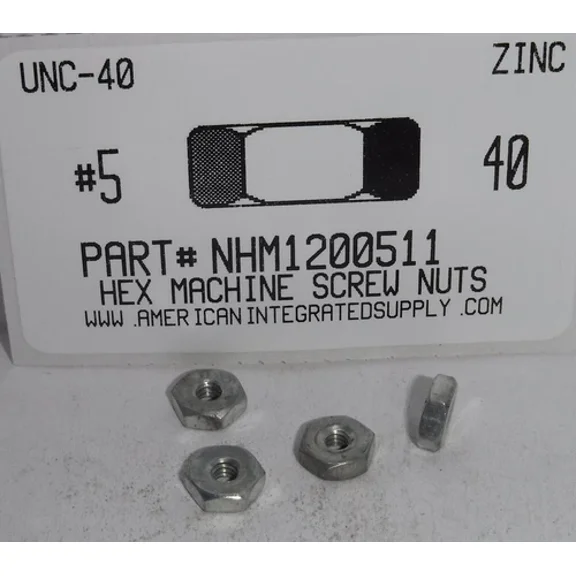 UNC-40 ZINC
#5 40
PART# NHM1200511
HEX MACHINE SCREW NUTS
WWW.AMERICANINTEGRATEDSUPPLY.COM